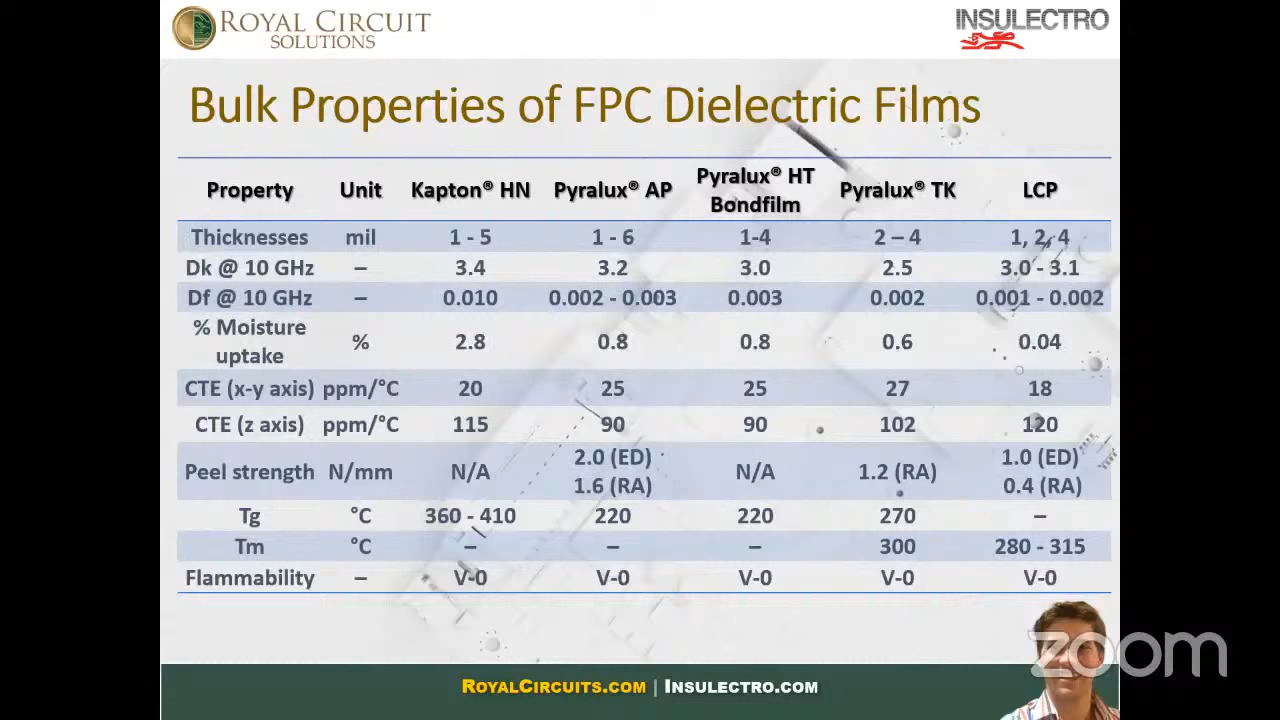 ROYAL CIRCUIT
SOLUTIONS
INSULECTRO
Bulk Properties of FPC Dielectric Films
Property Unit Kapton® HN Pyralux® AP Pyralux® HT Bondfilm Pyralux® TK LCP
Thicknesses mil 1 - 5 1 - 6 1-4 2 – 4 1, 2, 4
Dk @ 10 GHz – 3.4 3.2 3.0 2.5 3.0 - 3.1
Df @ 10 GHz – 0.010 0.002 - 0.003 0.003 0.002 0.001 - 0.002
% Moisture uptake % 2.8 0.8 0.8 0.6 0.04
CTE (x-y axis) ppm/°C 20 25 25 27 18
CTE (z axis) ppm/°C 115 90 90 102 120
Peel strength N/mm N/A 2.0 (ED) 1.6 (RA) N/A 1.2 (RA) 1.0 (ED) 0.4 (RA)
Tg °C 360 - 410 220 220 270 –
Tm °C – – – 300 280 - 315
Flammability – V-0 V-0 V-0 V-0 V-0
zoom
ROYALCIRCUITS.COM | INSULECTRO.COM